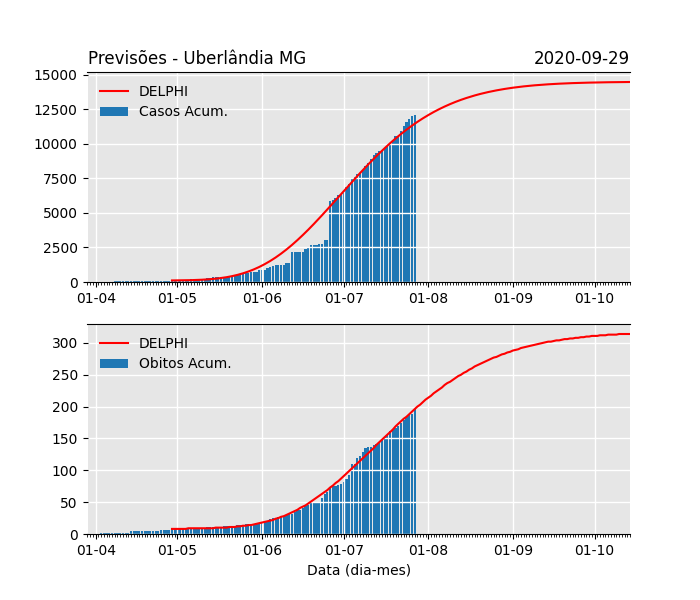 Previsões - Uberlândia MG 2020-09-29
15000
12500
10000
7500
5000
2500
0
DELPHI
Casos Acum.
01-04 01-05 01-06 01-07 01-08 01-09 01-10
300
250
200
150
100
50
0
DELPHI
Obitos Acum.
01-04 01-05 01-06 01-07 01-08 01-09 01-10
Data (dia-mes)